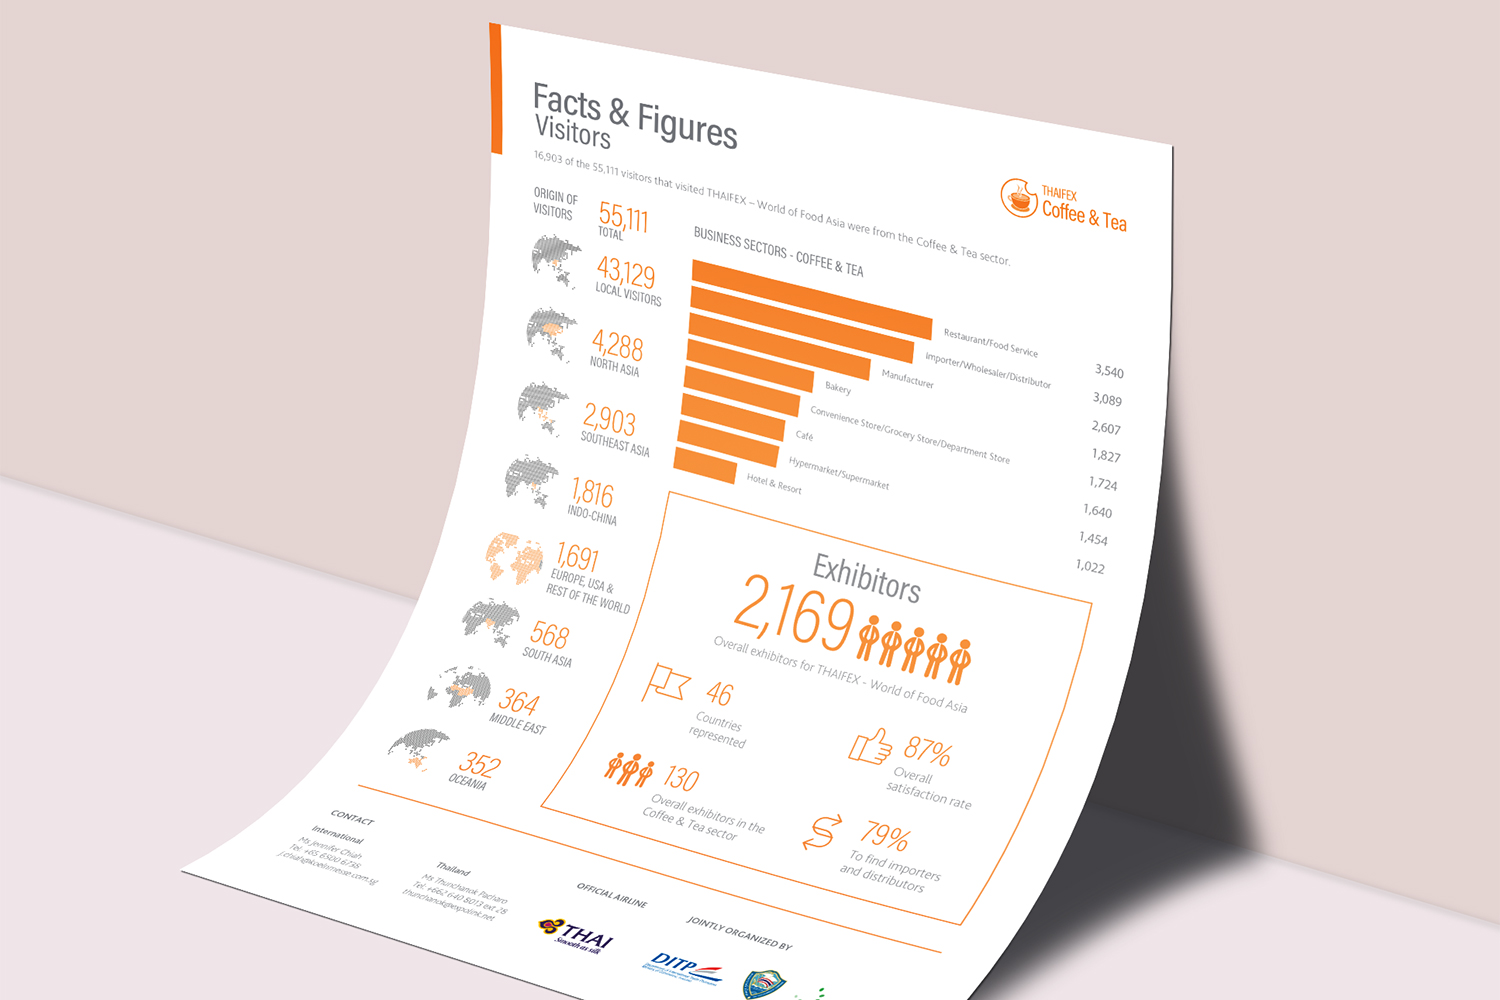 Facts & Figures
Visitors
16,903 of the 55,111 visitors that visited THAIFEX – World of Food Asia were from the Coffee & Tea sector.
THAIFEX
Coffee & Tea
ORIGIN OF
VISITORS
55,111
TOTAL
43,129
LOCAL VISITORS
4,288
NORTH ASIA
2,903
SOUTHEAST ASIA
1,816
INDO-CHINA
1,691
EUROPE, USA &
REST OF THE WORLD
568
SOUTH ASIA
364
MIDDLE EAST
352
OCEANIA
BUSINESS SECTORS - COFFEE & TEA
Restaurant/Food Service 3,540
Importer/Wholesaler/Distributor 3,089
Manufacturer 2,607
Bakery 1,827
Convenience Store/Grocery Store/Department Store 1,724
Café 1,640
Hypermarket/Supermarket 1,454
Hotel & Resort 1,022
Exhibitors
2,169
Overall exhibitors for THAIFEX - World of Food Asia
46
Countries
represented
87%
Overall
satisfaction rate
130
Overall exhibitors in the
Coffee & Tea sector
79%
To find importers
and distributors
CONTACT
International
Ms Jennifer Chiah
Tel. +65 6500 6738
j.chiah@koelnmesse.com.sg
Thailand
Ms Thunchanok Pacharo
Tel. +662 640 8013 ext 28
thunchanok@expolink.net
OFFICIAL AIRLINE
THAI
Smooth as silk
JOINTLY ORGANIZED BY
DITP